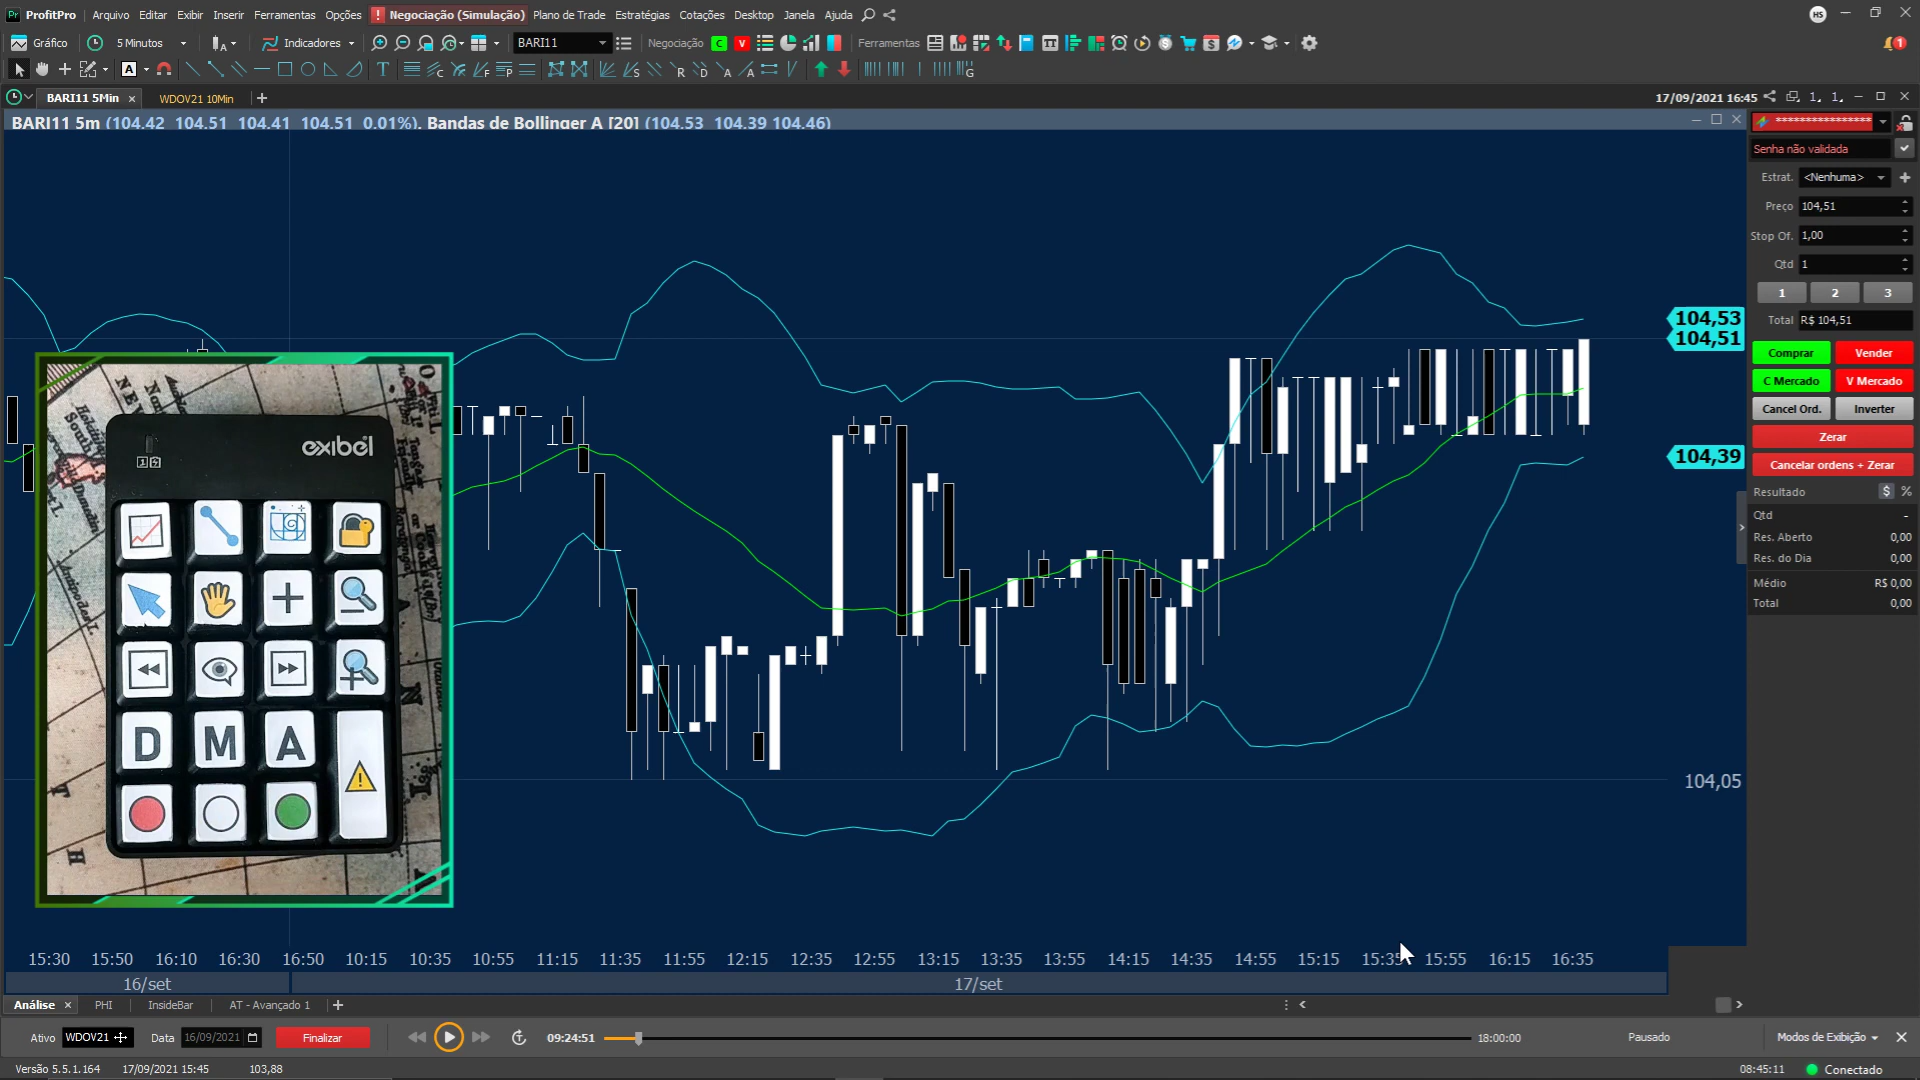 ProfitPro Arquivo Editar Exibir Inserir Ferramentas Opções ! Negociação (Simulação) Plano de Trade Estratégias Cotações Desktop Janela Ajuda HS
Gráfico 5 Minutos Indicadores BARI11 Negociação C V Ferramentas 1
BARI11 5Min WDOV21 10Min 17/09/2021 16:45
BARI11 5m (104,42 104,51 104,41 104,51 0,01%), Bandas de Bollinger A [20] (104,53 104,39 104,46)
****************
Senha não validada
Estrat. <Nenhuma>
Preço 104,51
Stop Of. 1,00
Qtd 1
1 2 3
Total R$ 104,51
Comprar Vender
C Mercado V Mercado
Cancel Ord. Inverter
Zerar
Cancelar ordens + Zerar
Resultado $ %
Qtd -
Res. Aberto 0,00
Res. do Dia 0,00
Médio R$ 0,00
Total 0,00
104,53
104,51
104,39
104,05
exibel
D M A
15:30 15:50 16:10 16:30 16:50 10:15 10:35 10:55 11:15 11:35 11:55 12:15 12:35 12:55 13:15 13:35 13:55 14:15 14:35 14:55 15:15 15:35 15:55 16:15 16:35
16/set 17/set
Análise PHI InsideBar AT - Avançado 1
Ativo WDOV21 Data 16/09/2021 Finalizar 09:24:51 18:00:00 Pausado Modos de Exibição
Versão 5.5.1.164 17/09/2021 15:45 103,88 08:45:11 Conectado